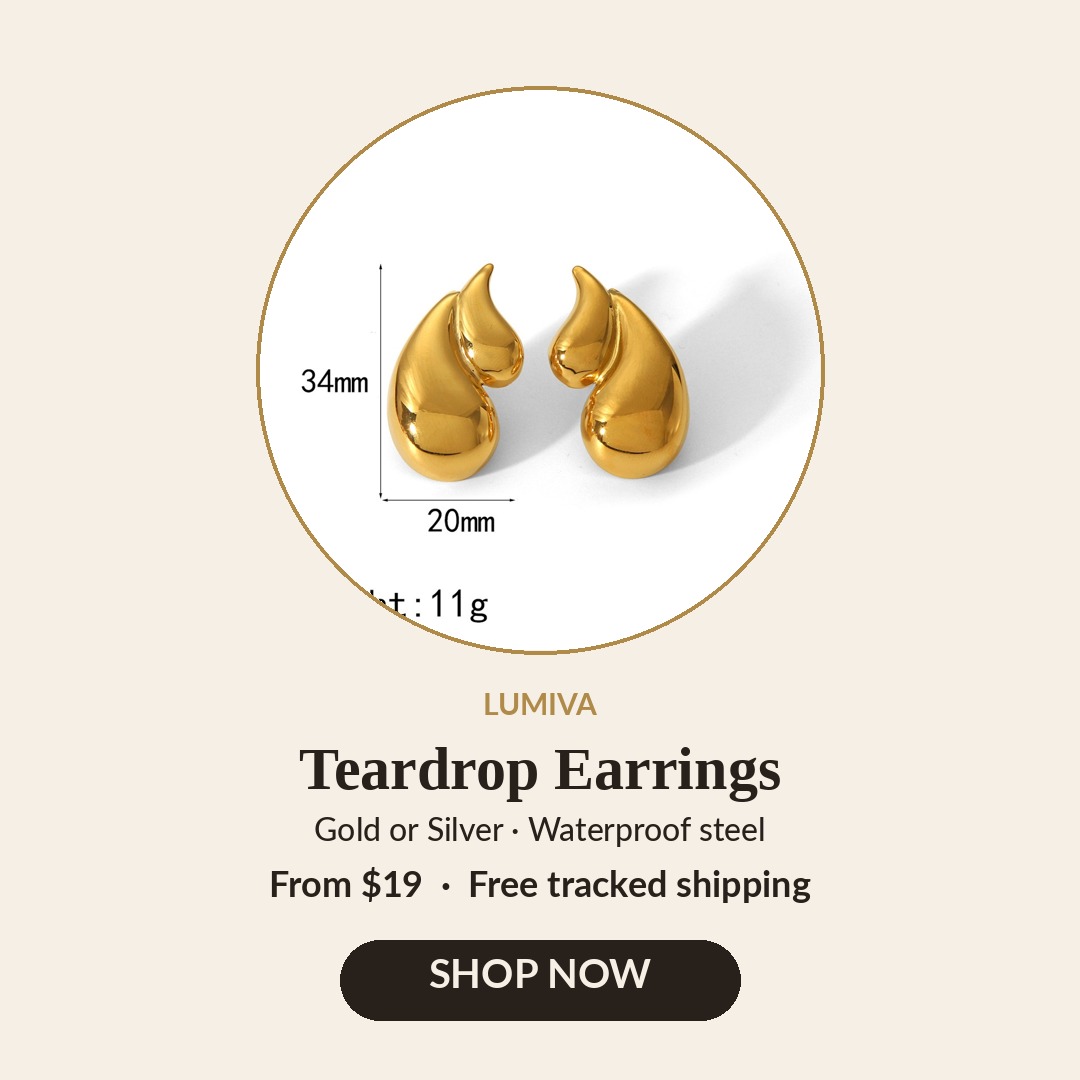 34mm
20mm
:11g
LUMIVA
Teardrop Earrings
Gold or Silver · Waterproof steel
From $19 · Free tracked shipping
SHOP NOW